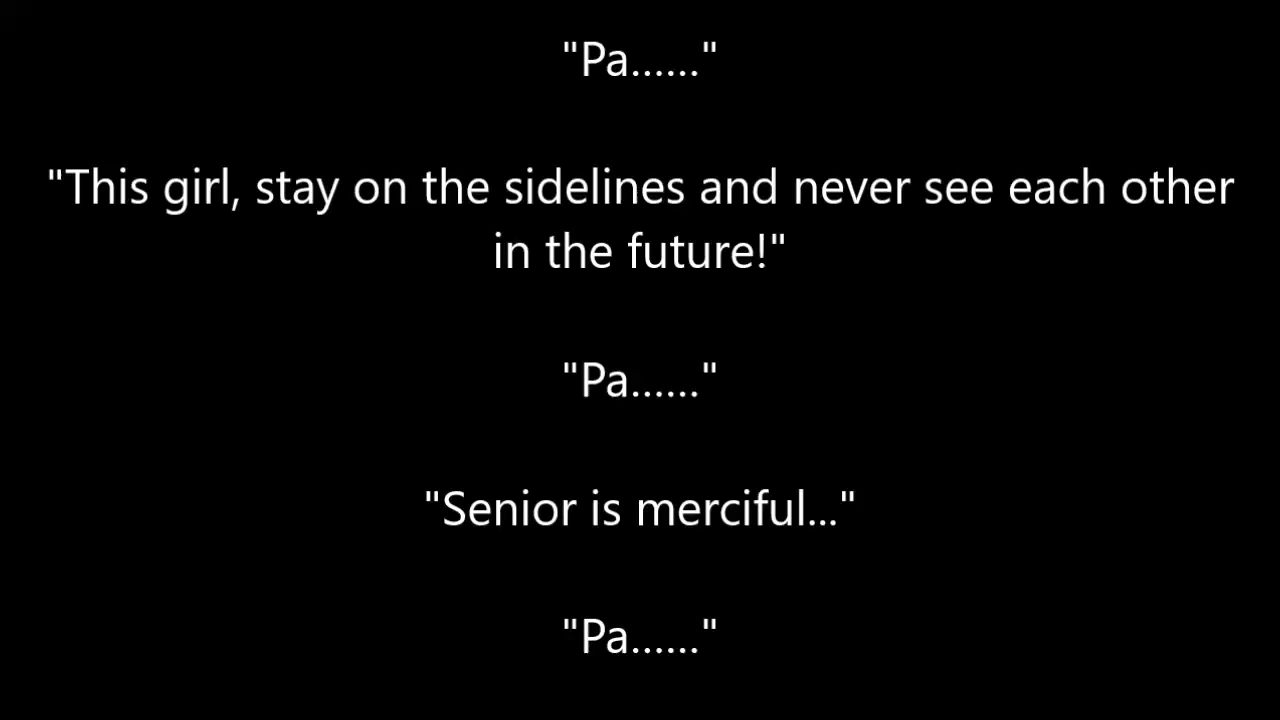 "Pa......"
"This girl, stay on the sidelines and never see each other
in the future!"
"Pa......"
"Senior is merciful..."
"Pa......"